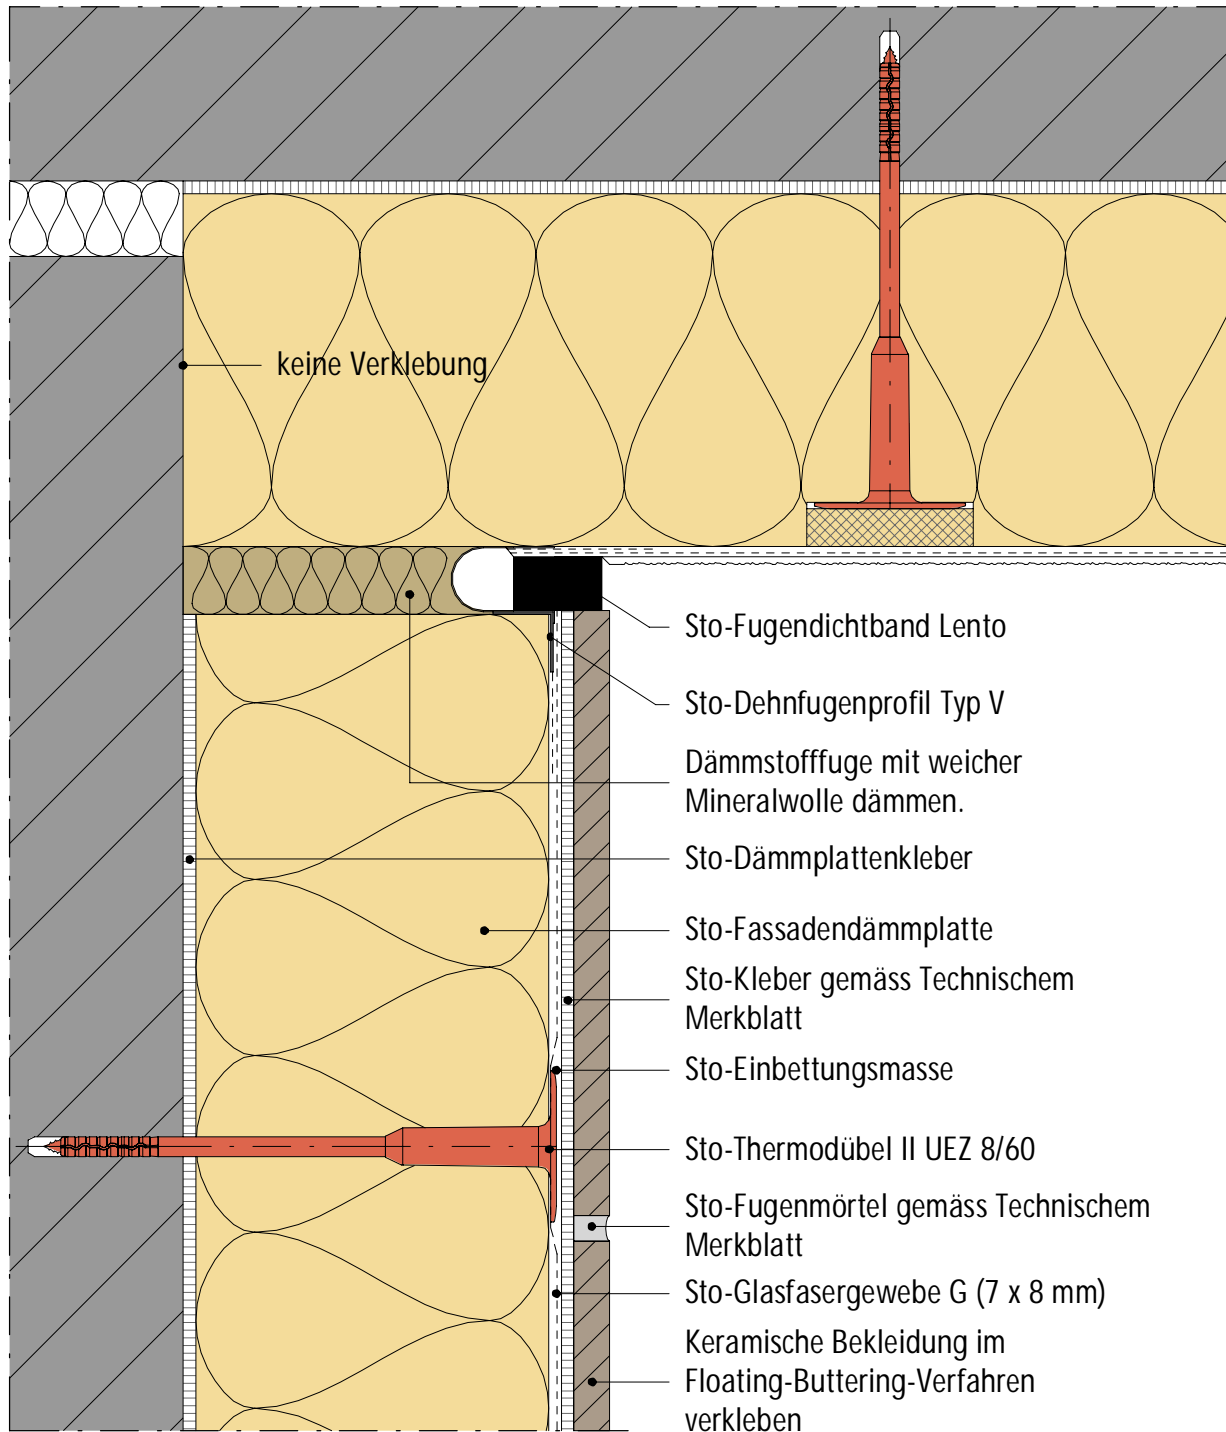 keine Verklebung
Sto-Fugendichtband Lento
Sto-Dehnfugenprofil Typ V
Dämmstofffuge mit weicher
Mineralwolle dämmen.
Sto-Dämmplattenkleber
Sto-Fassadendämmplatte
Sto-Kleber gemäss Technischem
Merkblatt
Sto-Einbettungsmasse
Sto-Thermodübel II UEZ 8/60
Sto-Fugenmörtel gemäss Technischem
Merkblatt
Sto-Glasfasergewebe G (7 x 8 mm)
Keramische Bekleidung im
Floating-Buttering-Verfahren
verkleben